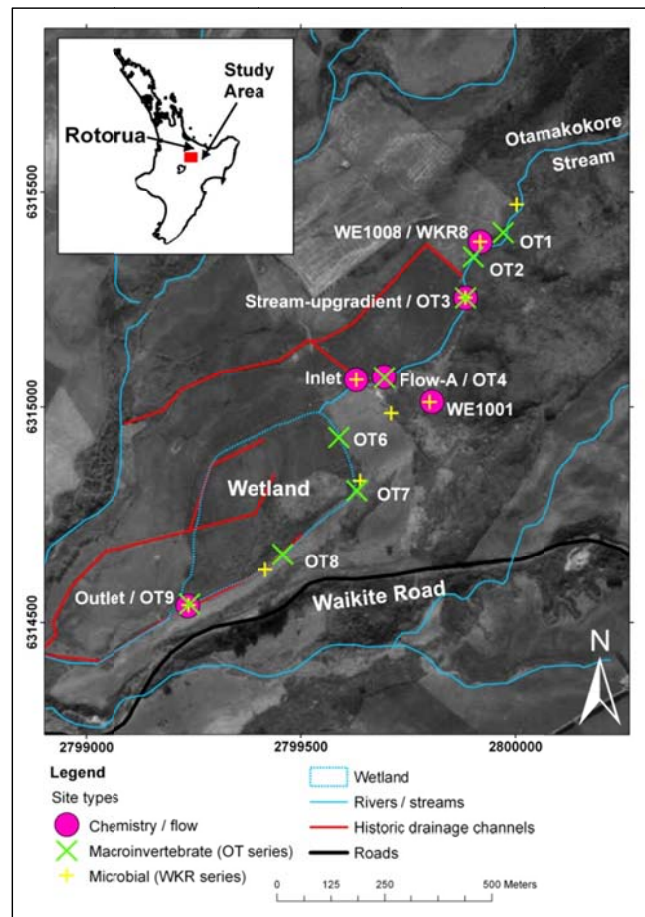 Study
Area
Rotorua
Otamakokore
Stream
WE1008 / WKR8
OT1
OT2
Stream-upgradient / OT3
Inlet
Flow-A / OT4
WE1001
OT6
Wetland
OT7
OT8
Outlet / OT9
Waikite Road
N
6315500
6315000
6314500
2799000
2799500
2800000
Legend
Site types
Chemistry / flow
Macroinvertebrate (OT series)
Microbial (WKR series)
Wetland
Rivers / streams
Historic drainage channels
Roads
0 125 250 500 Meters